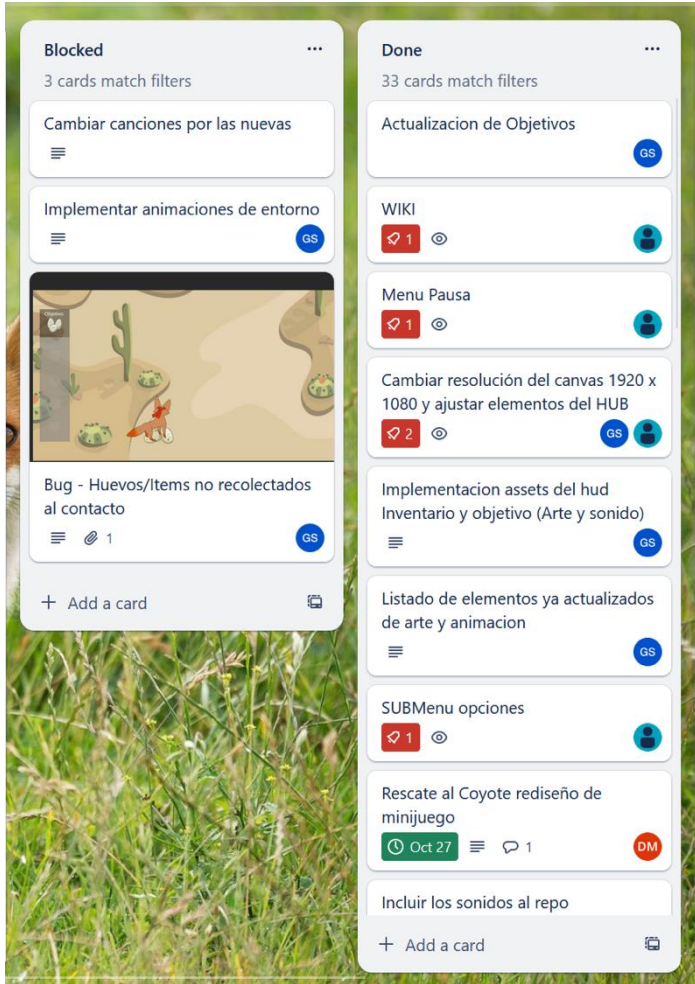 Blocked
3 cards match filters
Cambiar canciones por las nuevas
Implementar animaciones de entorno
GS
Objetivo
Bug - Huevos/Items no recolectados
al contacto
1
GS
+ Add a card
Done
33 cards match filters
Actualizacion de Objetivos
GS
WIKI
1
Menu Pausa
1
Cambiar resolución del canvas 1920 x
1080 y ajustar elementos del HUB
2
GS
Implementacion assets del hud
Inventario y objetivo (Arte y sonido)
GS
Listado de elementos ya actualizados
de arte y animacion
GS
SUBMenu opciones
1
Rescate al Coyote rediseño de
minijuego
Oct 27
1
DM
Incluir los sonidos al repo
+ Add a card